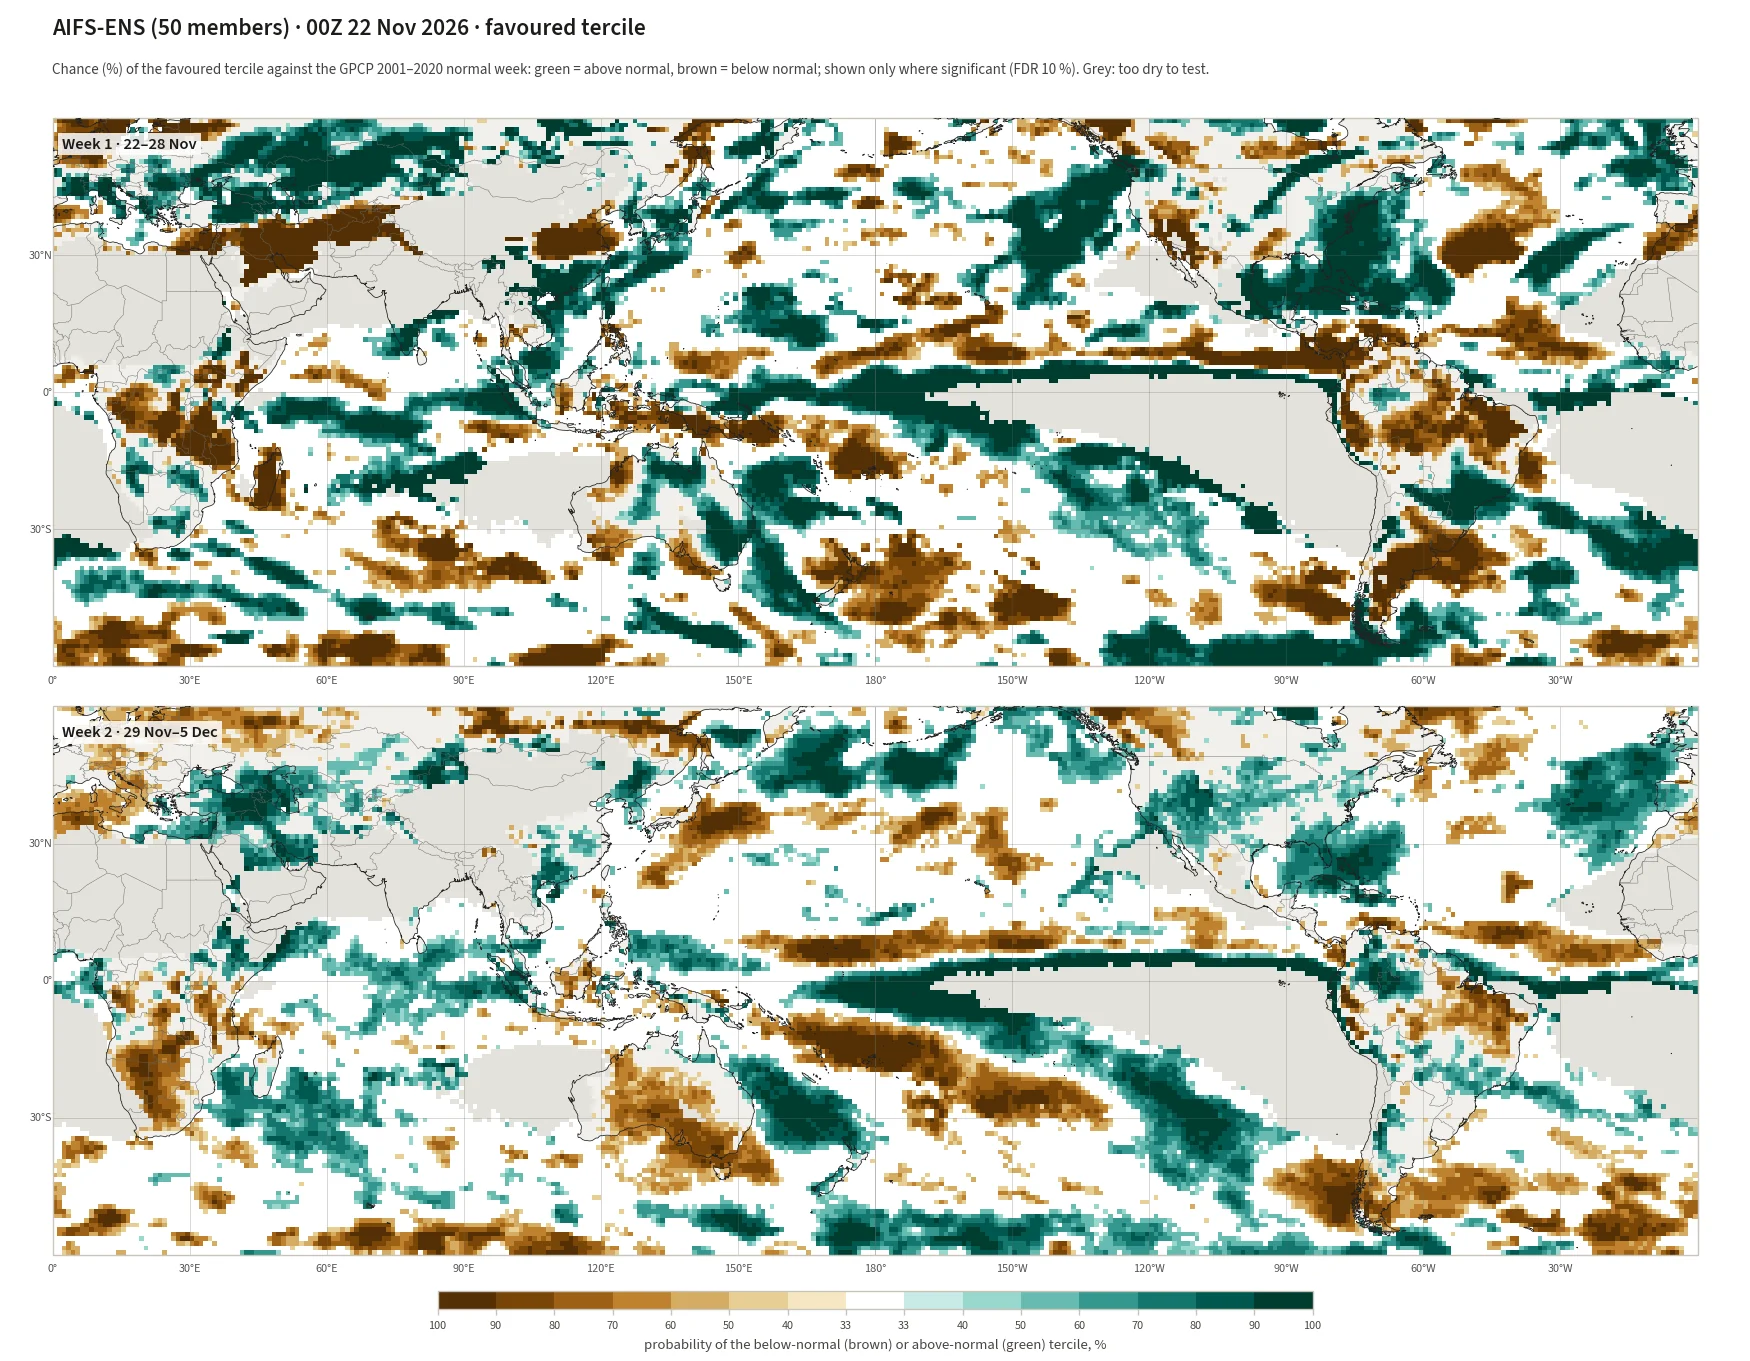 AIFS-ENS (50 members) · 00Z 22 Nov 2026 · favoured tercile
Chance (%) of the favoured tercile against the GPCP 2001–2020 normal week: green = above normal, brown = below normal; shown only where significant (FDR 10 %). Grey: too dry to test.
Week 1 · 22–28 Nov
30°N
0°
30°S
0° 30°E 60°E 90°E 120°E 150°E 180° 150°W 120°W 90°W 60°W 30°W
Week 2 · 29 Nov–5 Dec
30°N
0°
30°S
0° 30°E 60°E 90°E 120°E 150°E 180° 150°W 120°W 90°W 60°W 30°W
100 90 80 70 60 50 40 33 33 40 50 60 70 80 90 100
probability of the below-normal (brown) or above-normal (green) tercile, %